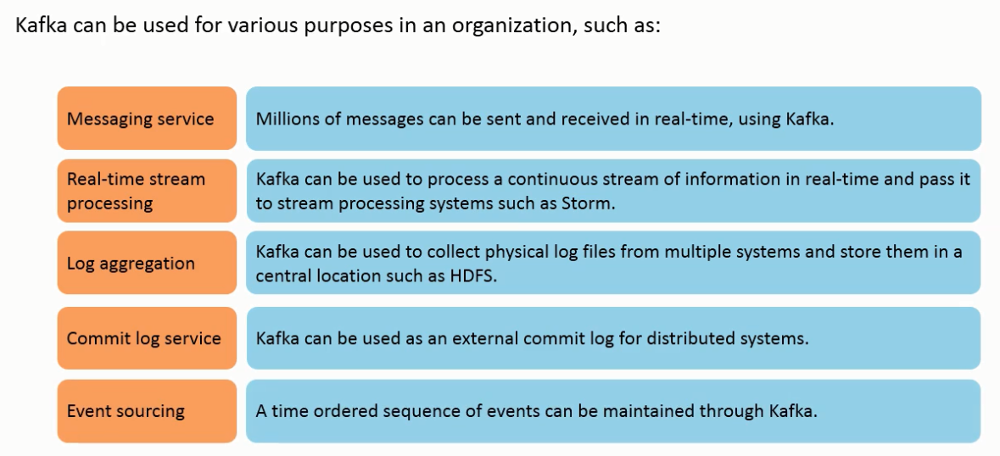 Kafka can be used for various purposes in an organization, such as:
Messaging service
Millions of messages can be sent and received in real-time, using Kafka.
Real-time stream
processing
Kafka can be used to process a continuous stream of information in real-time and pass it
to stream processing systems such as Storm.
Log aggregation
Kafka can be used to collect physical log files from multiple systems and store them in a
central location such as HDFS.
Commit log service
Kafka can be used as an external commit log for distributed systems.
Event sourcing
A time ordered sequence of events can be maintained through Kafka.